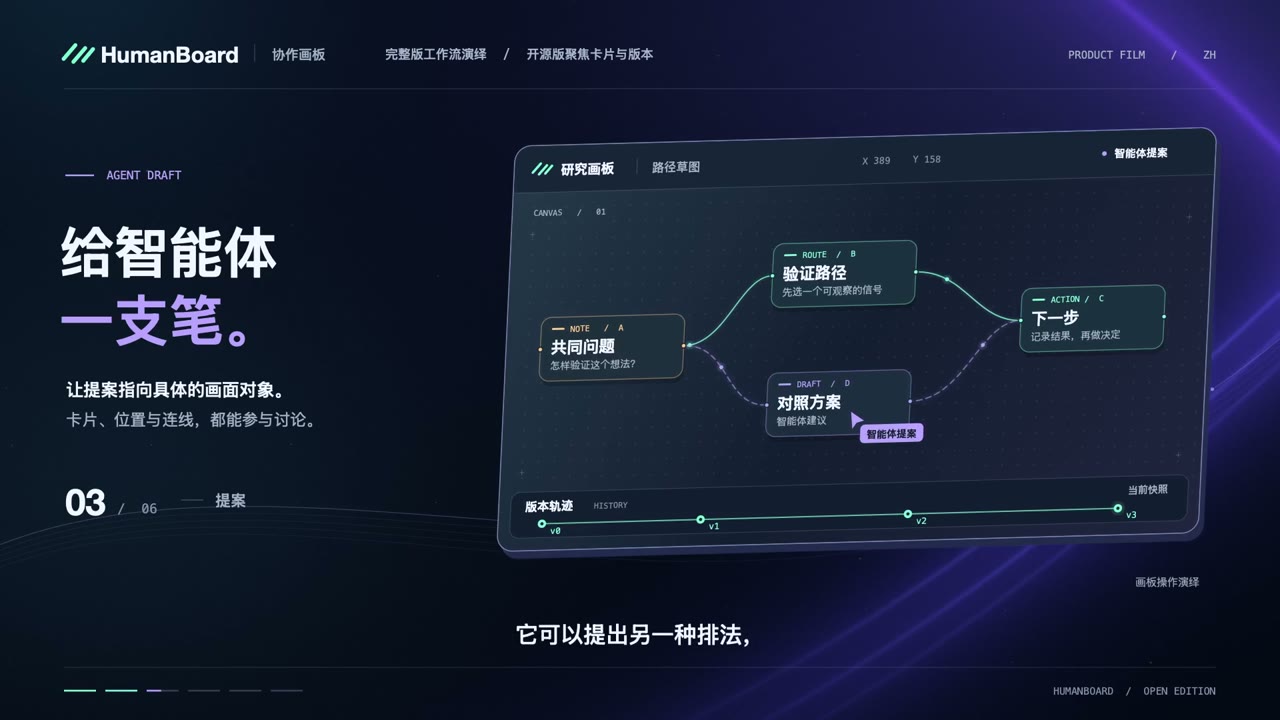 HumanBoard 协作画板 完整版工作流演绎 / 开源版聚焦卡片与版本 PRODUCT FILM / ZH
AGENT DRAFT
给智能体
一支笔。
让提案指向具体的画面对象。
卡片、位置与连线，都能参与讨论。
03 / 06 提案
研究画板 路径草图 X 389 Y 158 智能体提案
CANVAS / 01
ROUTE / B
验证路径
先选一个可观察的信号
NOTE / A
共同问题
怎样验证这个想法?
ACTION / C
下一步
记录结果，再做决定
DRAFT / D
对照方案
智能体建议
智能体提案
版本轨迹 HISTORY 当前快照
v0 v1 v2 v3
画板操作演绎
它可以提出另一种排法，
HUMANBOARD / OPEN EDITION